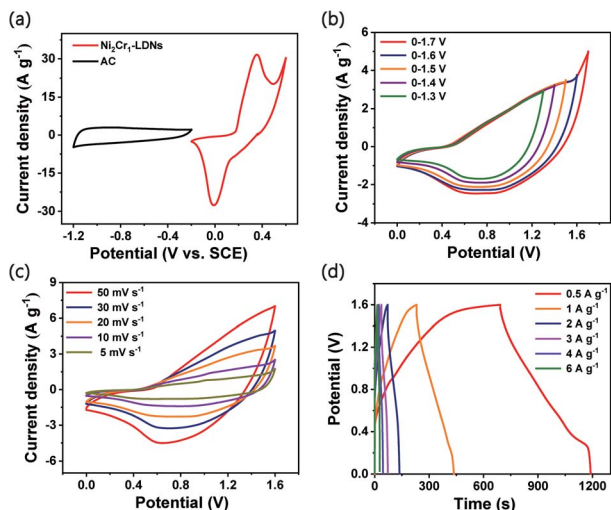 (a)
Current density (A g⁻¹)
30
15
0
-15
-30
Ni₂Cr₁-LDNs
AC
-1.2 -0.8 -0.4 0.0 0.4
Potential (V vs. SCE)
(b)
Current density (A g⁻¹)
6
4
2
0
-2
-4
0-1.7 V
0-1.6 V
0-1.5 V
0-1.4 V
0-1.3 V
0.0 0.4 0.8 1.2 1.6
Potential (V)
(c)
Current density (A g⁻¹)
9
6
3
0
-3
-6
50 mV s⁻¹
30 mV s⁻¹
20 mV s⁻¹
10 mV s⁻¹
5 mV s⁻¹
0.0 0.4 0.8 1.2 1.6
Potential (V)
(d)
Potential (V)
2.0
1.6
1.2
0.8
0.4
0.0
0.5 A g⁻¹
1 A g⁻¹
2 A g⁻¹
3 A g⁻¹
4 A g⁻¹
6 A g⁻¹
0 300 600 900 1200
Time (s)